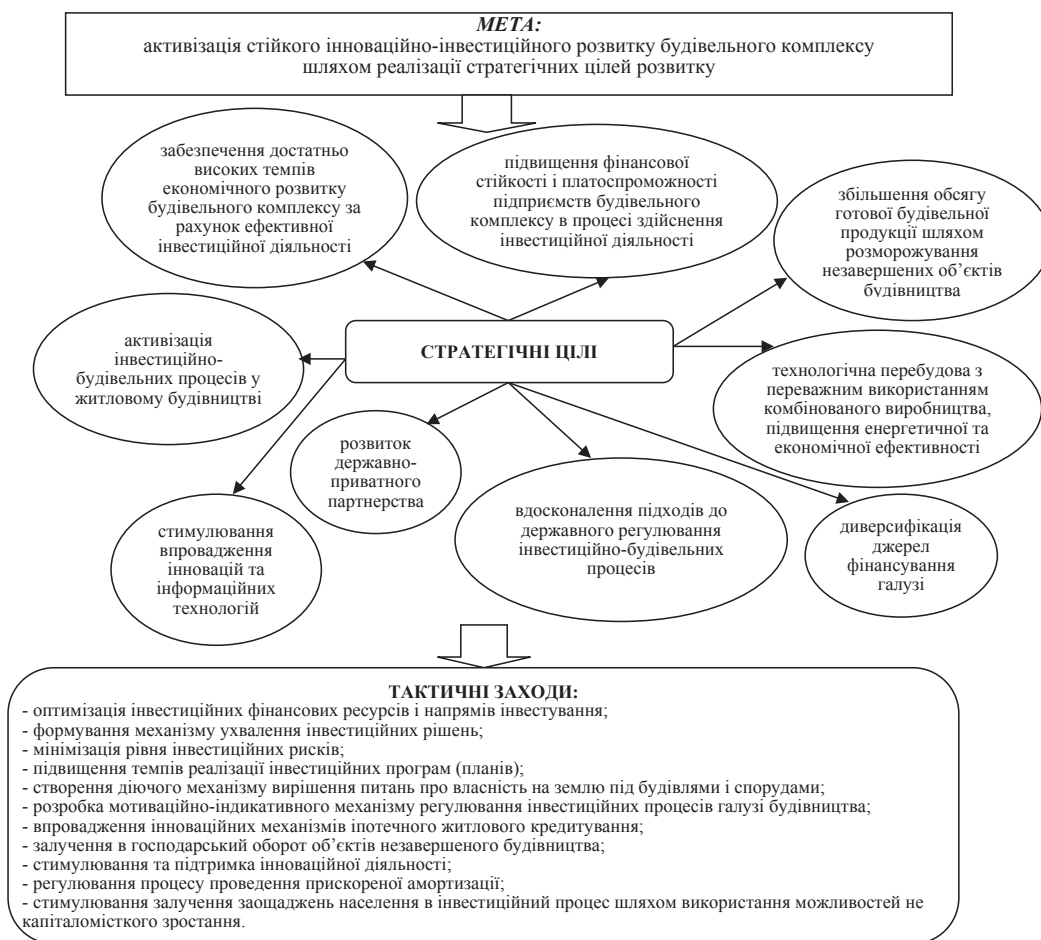 МЕТА:
активізація стійкого інноваційно-інвестиційного розвитку будівельного комплексу
шляхом реалізації стратегічних цілей розвитку
забезпечення достатньо
високих темпів
економічного розвитку
будівельного комплексу за
рахунок ефективної
інвестиційної діяльності
підвищення фінансової
стійкості і платоспроможності
підприємств будівельного
комплексу в процесі здійснення
інвестиційної діяльності
збільшення обсягу
готової будівельної
продукції шляхом
розморожування
незавершених об’єктів
будівництва
активізація
інвестиційно-
будівельних процесів у
житловому будівництві
СТРАТЕГІЧНІ ЦІЛІ
технологічна перебудова з
переважним використанням
комбінованого виробництва,
підвищення енергетичної та
економічної ефективності
розвиток
державно-
приватного
партнерства
стимулювання
впровадження
інновацій та
інформаційних
технологій
вдосконалення підходів до
державного регулювання
інвестиційно-будівельних
процесів
диверсифікація
джерел
фінансування
галузі
ТАКТИЧНІ ЗАХОДИ:
- оптимізація інвестиційних фінансових ресурсів і напрямів інвестування;
- формування механізму ухвалення інвестиційних рішень;
- мінімізація рівня інвестиційних рисків;
- підвищення темпів реалізації інвестиційних програм (планів);
- створення діючого механізму вирішення питань про власність на землю під будівлями і спорудами;
- розробка мотиваційно-індикативного механізму регулювання інвестиційних процесів галузі будівництва;
- впровадження інноваційних механізмів іпотечного житлового кредитування;
- залучення в господарський оборот об’єктів незавершеного будівництва;
- стимулювання та підтримка інноваційної діяльності;
- регулювання процесу проведення прискореної амортизації;
- стимулювання залучення заощаджень населення в інвестиційний процес шляхом використання можливостей не
капіталомісткого зростання.